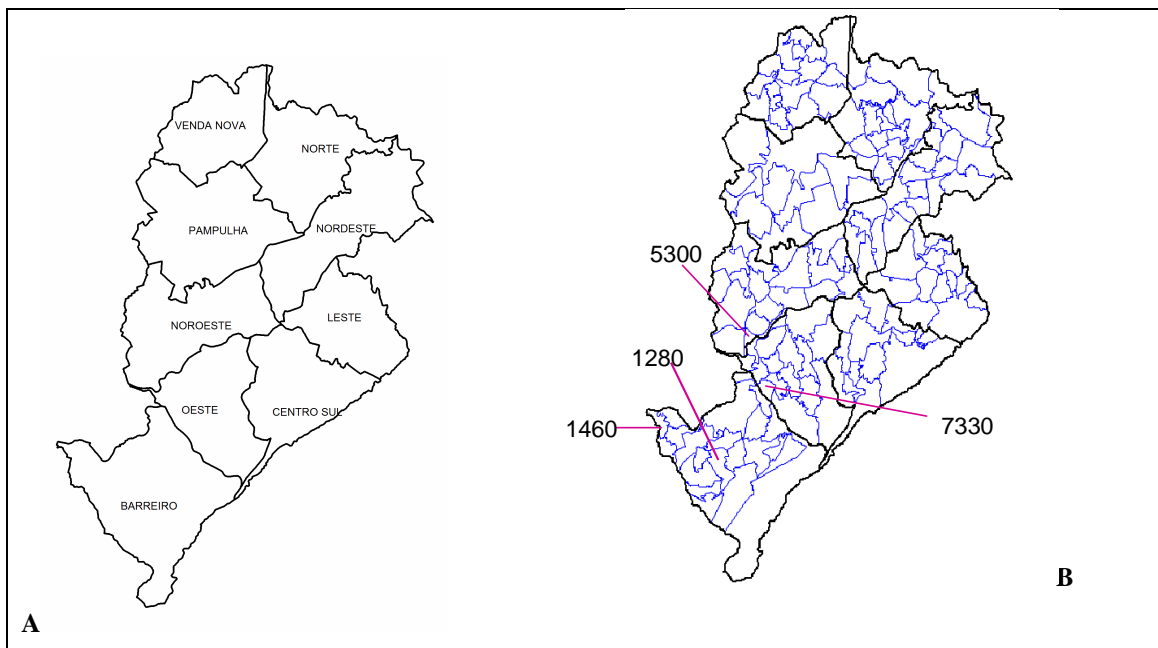 VENDA NOVA
NORTE
PAMPULHA
NORDESTE
NOROESTE
LESTE
OESTE
CENTRO SUL
BARREIRO
A
5300
1280
1460
7330
B